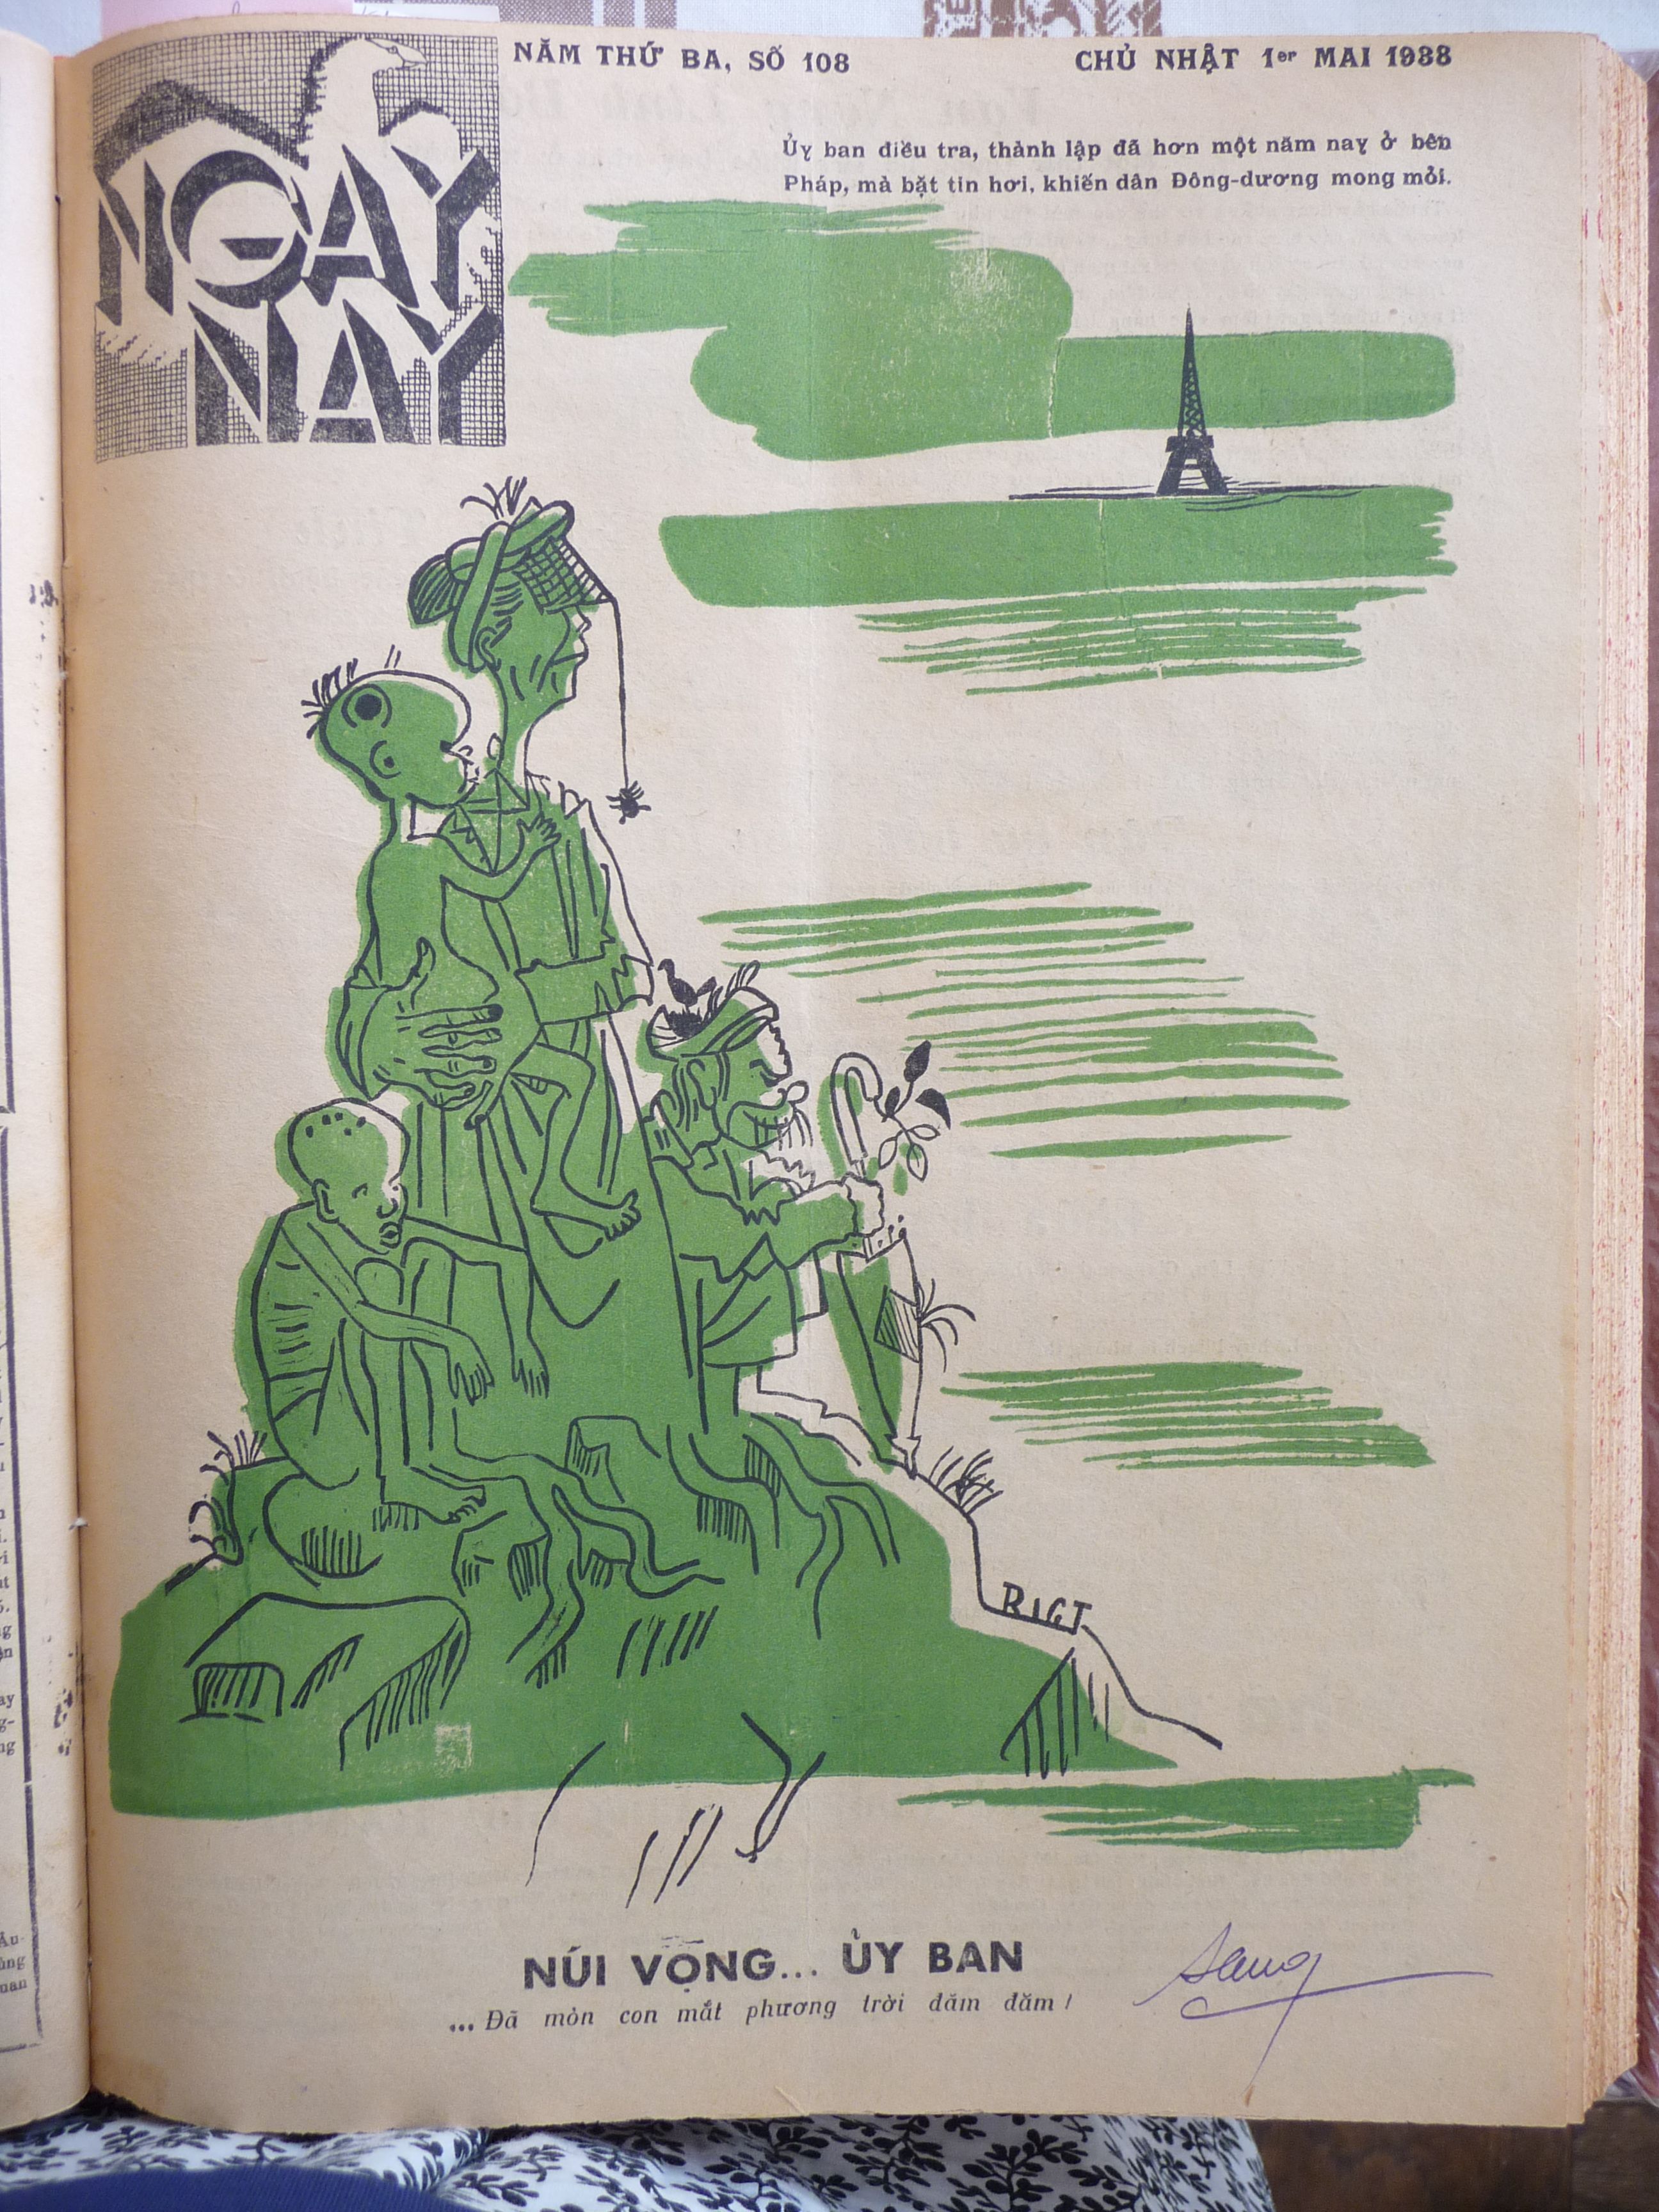 NGAY
NAY
NĂM THỨ BA, SỐ 108
CHỦ NHẬT 1er MAI 1938
Ủy ban điều tra, thành lập đã hơn một năm nay ở bên
Pháp, mà bặt tin hơi, khiến dân Đông-dương mong mỏi.
RIGT
NÚI VỌNG... ỦY BAN
... Đã mòn con mắt phương trời đăm đăm !